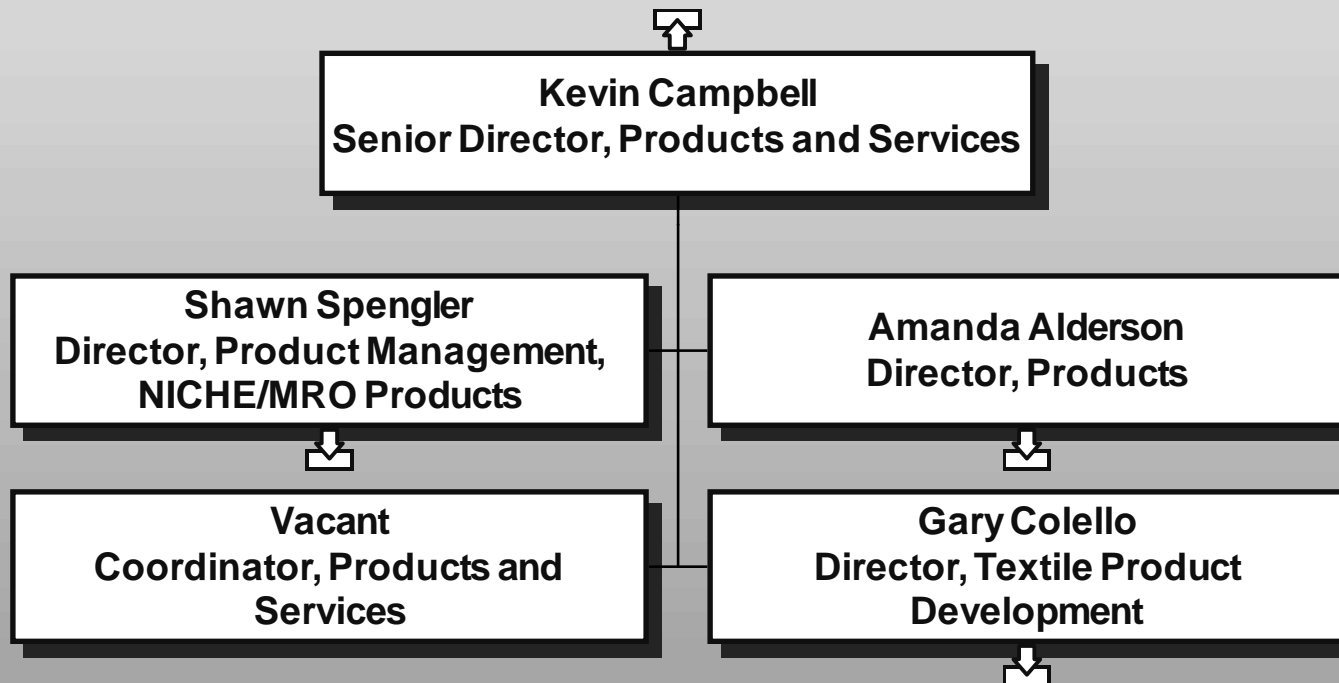 Kevin Campbell
Senior Director, Products and Services
Shawn Spengler
Director, Product Management,
NICHE/MRO Products
Amanda Alderson
Director, Products
Vacant
Coordinator, Products and
Services
Gary Colello
Director, Textile Product
Development